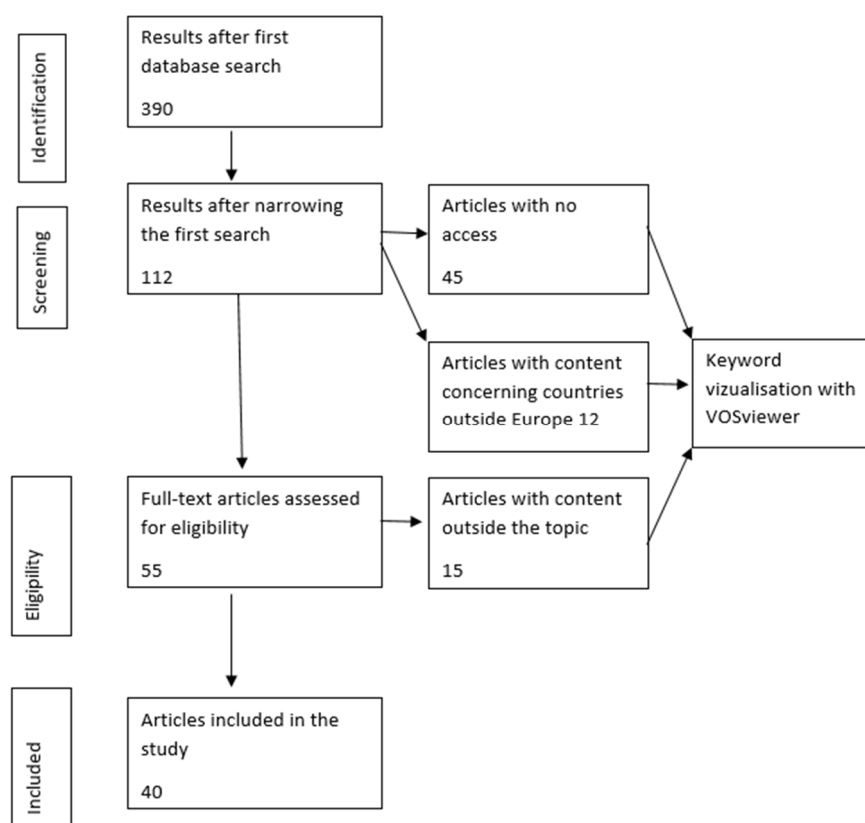 Identification
Results after first
database search
390
Screening
Results after narrowing
the first search
112
Articles with no
access
45
Articles with content
concerning countries
outside Europe 12
Keyword
vizualisation with
VOSviewer
Eligipility
Full-text articles assessed
for eligibility
55
Articles with content
outside the topic
15
Included
Articles included in the
study
40